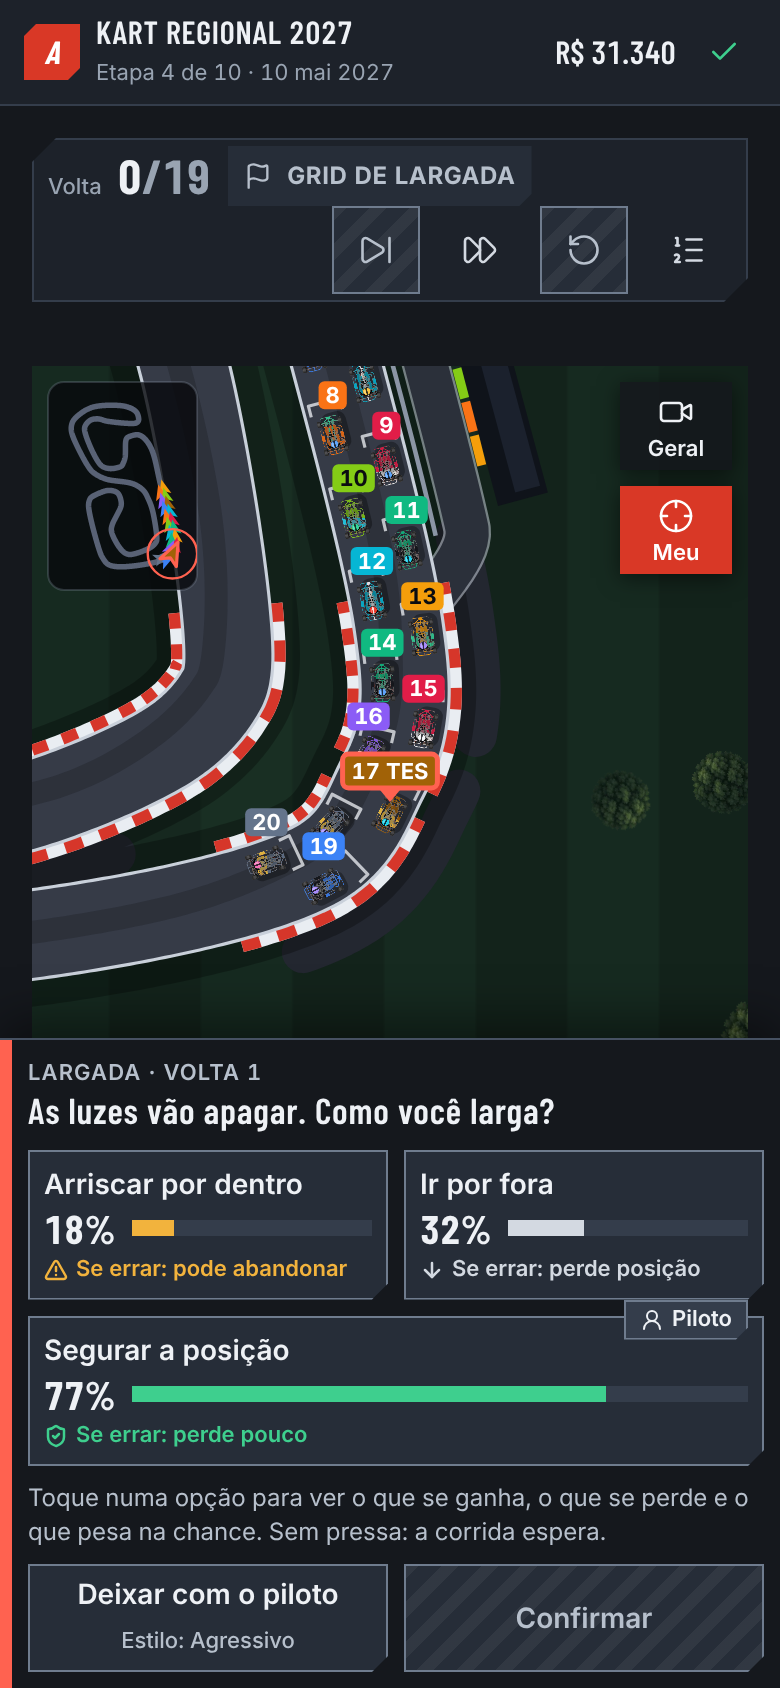 A
KART REGIONAL 2027
Etapa 4 de 10 · 10 mai 2027
R$ 31.340
Volta 0/19
GRID DE LARGADA
1
2
Geral
Meu
8
9
10
11
12
13
14
15
16
17 TES
20
19
LARGADA · VOLTA 1
As luzes vão apagar. Como você larga?
Arriscar por dentro
18%
Se errar: pode abandonar
Ir por fora
32%
Se errar: perde posição
Piloto
Segurar a posição
77%
Se errar: perde pouco
Toque numa opção para ver o que se ganha, o que se perde e o
que pesa na chance. Sem pressa: a corrida espera.
Deixar com o piloto
Estilo: Agressivo
Confirmar